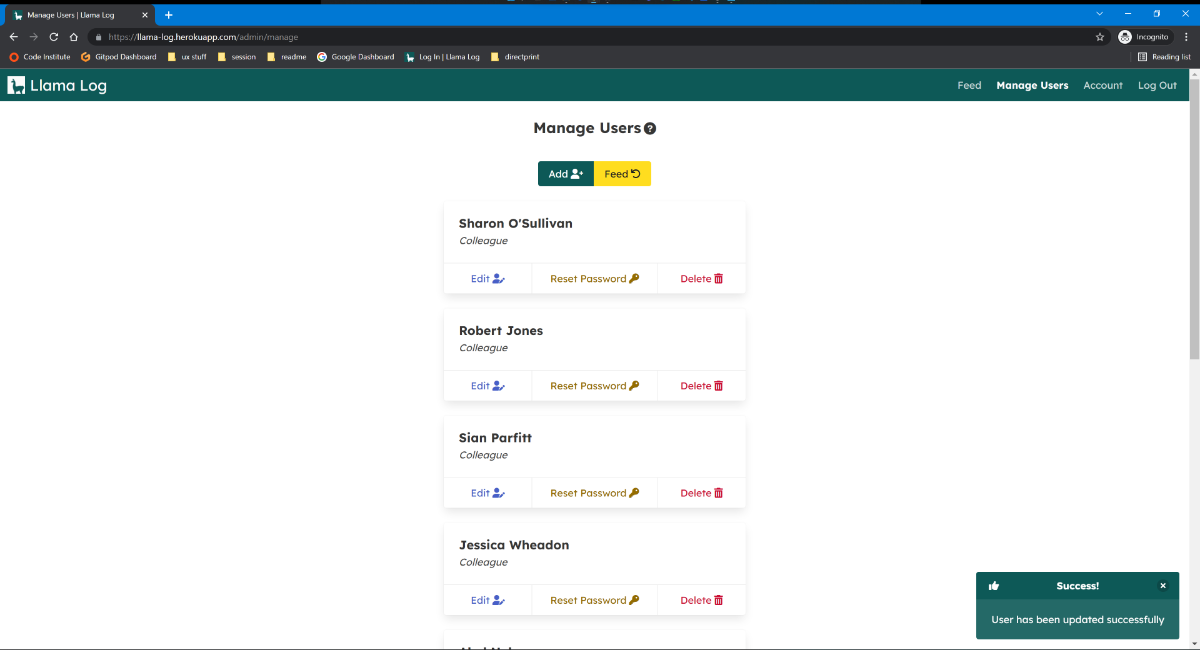 Manage Users | Llama Log
https://llama-log.herokuapp.com/admin/manage
Incognito
Code Institute Gitpod Dashboard ux stuff session readme Google Dashboard Log In | Llama Log directprint Reading list
Llama Log Feed Manage Users Account Log Out
Manage Users
Add Feed
Sharon O'Sullivan
Colleague
Edit Reset Password Delete
Robert Jones
Colleague
Edit Reset Password Delete
Sian Parfitt
Colleague
Edit Reset Password Delete
Jessica Wheadon
Colleague
Edit Reset Password Delete
Success!
User has been updated successfully